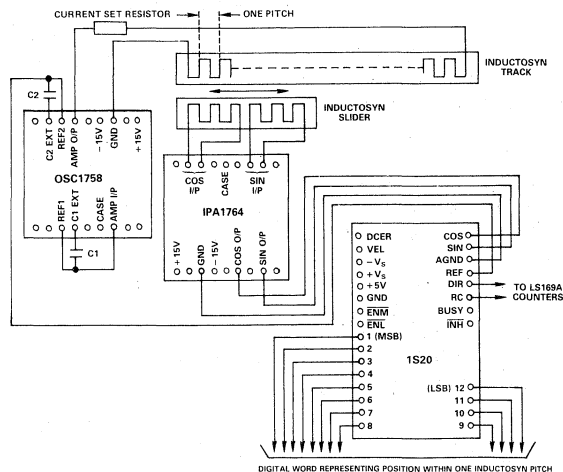 CURRENT SET RESISTOR
ONE PITCH
INDUCTOSYN
TRACK
C2
INDUCTOSYN
SLIDER
C2 EXT
REF2
AMP O/P
-15V
GND
+15V
OSC1758
REF1
C1 EXT
CASE
AMP I/P
C1
COS
I/P
CASE
SIN
I/P
IPA1764
+15V
GND
-15V
COS O/P
SIN O/P
DCER
VEL
-VS
+VS
+5V
GND
ENM
ENL
1 (MSB)
2
3
4
5
6
7
8
1S20
COS
SIN
AGND
REF
DIR
RC
BUSY
INH
(LSB) 12
11
10
9
TO LS169A
COUNTERS
DIGITAL WORD REPRESENTING POSITION WITHIN ONE INDUCTOSYN PITCH